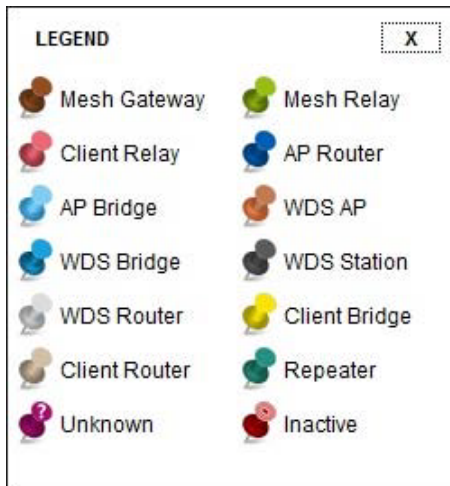 LEGEND X
Mesh Gateway Mesh Relay
Client Relay AP Router
AP Bridge WDS AP
WDS Bridge WDS Station
WDS Router Client Bridge
Client Router Repeater
? Unknown Inactive